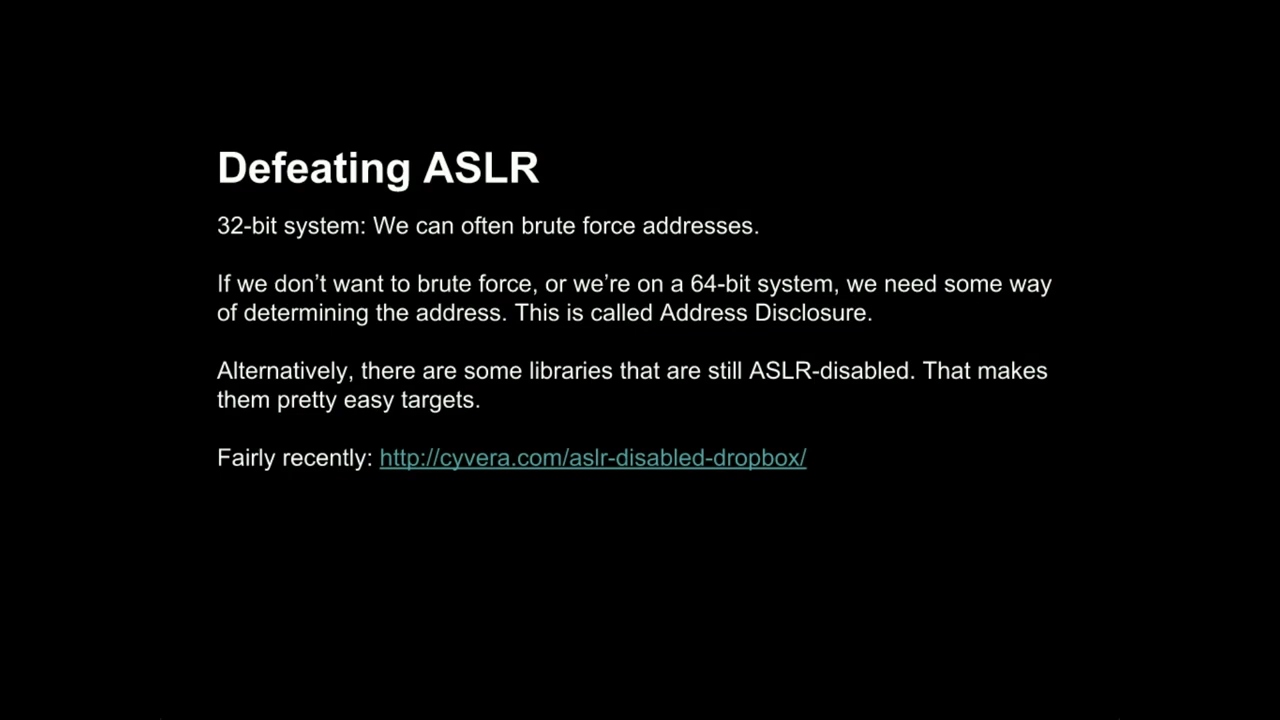 Defeating ASLR
32-bit system: We can often brute force addresses.
If we don’t want to brute force, or we’re on a 64-bit system, we need some way
of determining the address. This is called Address Disclosure.
Alternatively, there are some libraries that are still ASLR-disabled. That makes
them pretty easy targets.
Fairly recently: http://cyvera.com/aslr-disabled-dropbox/